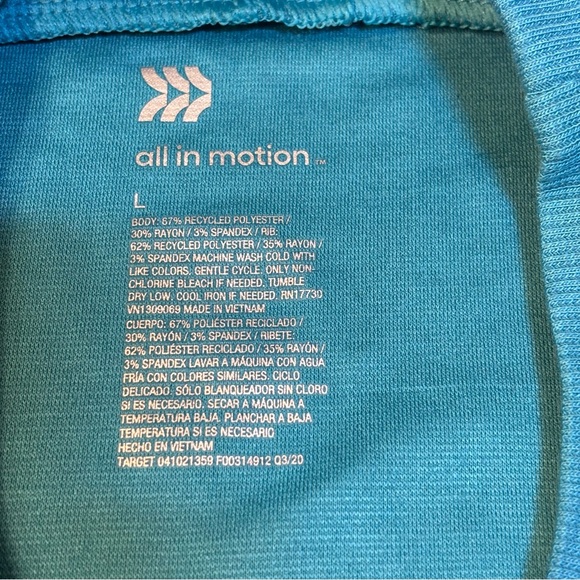 all in motion™
L
BODY: 67% RECYCLED POLYESTER /
30% RAYON / 3% SPANDEX / RIB:
62% RECYCLED POLYESTER / 35% RAYON /
3% SPANDEX MACHINE WASH COLD WITH
LIKE COLORS. GENTLE CYCLE. ONLY NON-
CHLORINE BLEACH IF NEEDED. TUMBLE
DRY LOW. COOL IRON IF NEEDED. RN17730
VN1309069 MADE IN VIETNAM
CUERPO: 67% POLIÉSTER RECICLADO /
30% RAYÓN / 3% SPANDEX / RIBETE:
62% POLIÉSTER RECICLADO / 35% RAYÓN /
3% SPANDEX LAVAR A MÁQUINA CON AGUA
FRÍA CON COLORES SIMILARES. CICLO
DELICADO. SÓLO BLANQUEADOR SIN CLORO
SI ES NECESARIO. SECAR A MÁQUINA A
TEMPERATURA BAJA. PLANCHAR A BAJA
TEMPERATURA SI ES NECESARIO
HECHO EN VIETNAM
TARGET 041021359 F00314912 Q3/20